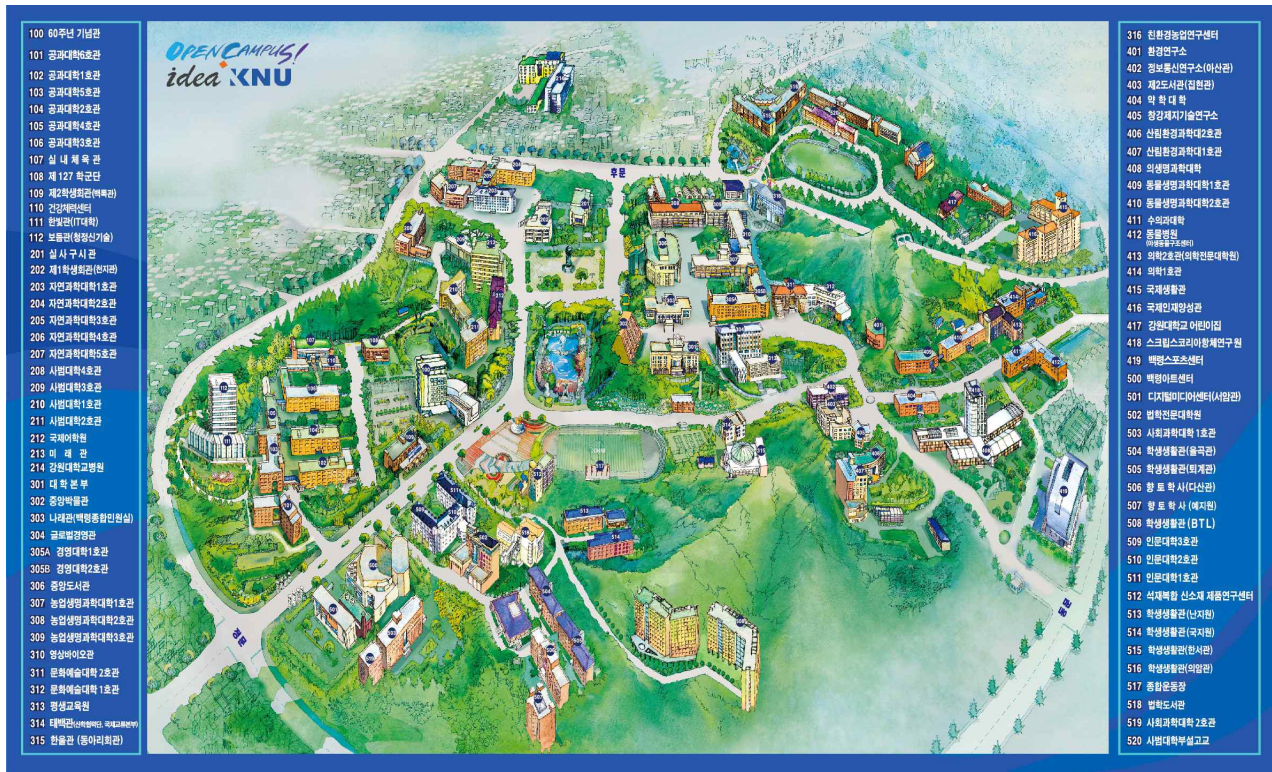 100 60주년 기념관
101 공과대학6호관
102 공과대학1호관
103 공과대학5호관
104 공과대학2호관
105 공과대학4호관
106 공과대학3호관
107 실 내 체 육 관
108 제 127 학군단
109 제2학생회관(백록관)
110 건강체력센터
111 한빛관(IT대학)
112 보듬관(청정신기술)
201 실 사 구 시 관
202 제1학생회관(천지관)
203 자연과학대학1호관
204 자연과학대학2호관
205 자연과학대학3호관
206 자연과학대학4호관
207 자연과학대학5호관
208 사범대학4호관
209 사범대학3호관
210 사범대학1호관
211 사범대학2호관
212 국제어학원
213 미 래 관
214 강원대학교병원
301 대 학 본 부
302 중앙박물관
303 나래관(백령종합민원실)
304 글로벌경영관
305A 경영대학1호관
305B 경영대학2호관
306 중앙도서관
307 농업생명과학대학1호관
308 농업생명과학대학2호관
309 농업생명과학대학3호관
310 영상바이오관
311 문화예술대학 2호관
312 문화예술대학 1호관
313 평생교육원
314 태백관(산학협력단, 국제교류본부)
315 한울관 (동아리회관)
OPEN CAMPUS!
idea KNU
후문
정문
동문
316 친환경농업연구센터
401 환경연구소
402 정보통신연구소(아산관)
403 제2도서관(집현관)
404 약 학 대 학
405 창강제지기술연구소
406 산림환경과학대2호관
407 산림환경과학대1호관
408 의생명과학대학
409 동물생명과학대학1호관
410 동물생명과학대학2호관
411 수의과대학
412 동물병원
(야생동물구조센터)
413 의학2호관(의학전문대학원)
414 의학1호관
415 국제생활관
416 국제인재양성관
417 강원대학교 어린이집
418 스크립스코리아항체연구원
419 백령스포츠센터
500 백령아트센터
501 디지털미디어센터(서암관)
502 법학전문대학원
503 사회과학대학 1호관
504 학생생활관(율곡관)
505 학생생활관(퇴계관)
506 향 토 학 사(다산관)
507 향 토 학 사 (예지원)
508 학생생활관 (BTL)
509 인문대학3호관
510 인문대학2호관
511 인문대학1호관
512 석재복합 신소재 제품연구센터
513 학생생활관(난지원)
514 학생생활관(국지원)
515 학생생활관(한서관)
516 학생생활관(의암관)
517 종합운동장
518 법학도서관
519 사회과학대학 2호관
520 사범대학부설고교